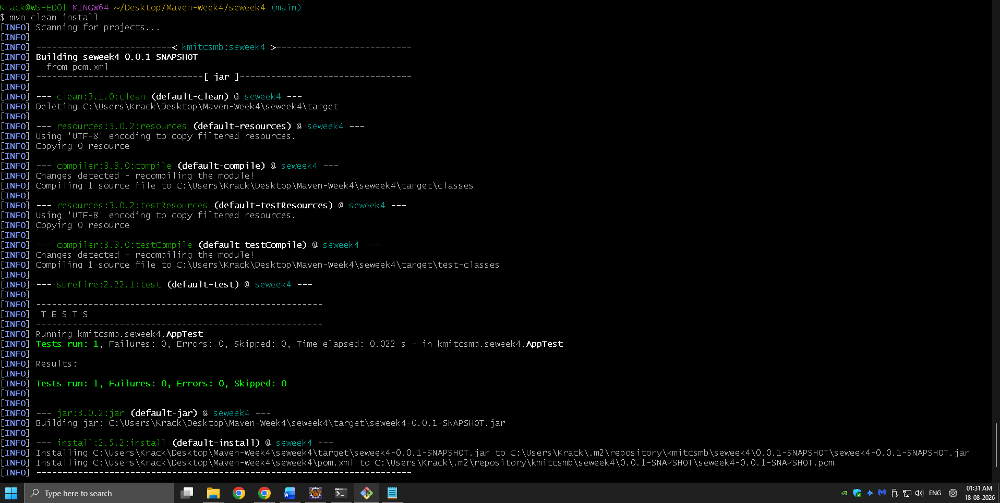 Krack@WS-ED01 MINGW64 ~/Desktop/Maven-Week4/seweek4 (main)
$ mvn clean install
[INFO] Scanning for projects...
[INFO]
[INFO] --------------------------< kmitcsmb:seweek4 >--------------------------
[INFO] Building seweek4 0.0.1-SNAPSHOT
[INFO]   from pom.xml
[INFO] --------------------------------[ jar ]---------------------------------
[INFO]
[INFO] --- clean:3.1.0:clean (default-clean) @ seweek4 ---
[INFO] Deleting C:\Users\Krack\Desktop\Maven-Week4\seweek4\target
[INFO]
[INFO] --- resources:3.0.2:resources (default-resources) @ seweek4 ---
[INFO] Using 'UTF-8' encoding to copy filtered resources.
[INFO] Copying 0 resource
[INFO]
[INFO] --- compiler:3.8.0:compile (default-compile) @ seweek4 ---
[INFO] Changes detected - recompiling the module!
[INFO] Compiling 1 source file to C:\Users\Krack\Desktop\Maven-Week4\seweek4\target\classes
[INFO]
[INFO] --- resources:3.0.2:testResources (default-testResources) @ seweek4 ---
[INFO] Using 'UTF-8' encoding to copy filtered resources.
[INFO] Copying 0 resource
[INFO]
[INFO] --- compiler:3.8.0:testCompile (default-testCompile) @ seweek4 ---
[INFO] Changes detected - recompiling the module!
[INFO] Compiling 1 source file to C:\Users\Krack\Desktop\Maven-Week4\seweek4\target\test-classes
[INFO]
[INFO] --- surefire:2.22.1:test (default-test) @ seweek4 ---
[INFO]
[INFO] -------------------------------------------------------
[INFO]  T E S T S
[INFO] -------------------------------------------------------
[INFO] Running kmitcsmb.seweek4.AppTest
[INFO] Tests run: 1, Failures: 0, Errors: 0, Skipped: 0, Time elapsed: 0.022 s - in kmitcsmb.seweek4.AppTest
[INFO]
[INFO] Results:
[INFO]
[INFO] Tests run: 1, Failures: 0, Errors: 0, Skipped: 0
[INFO]
[INFO]
[INFO] --- jar:3.0.2:jar (default-jar) @ seweek4 ---
[INFO] Building jar: C:\Users\Krack\Desktop\Maven-Week4\seweek4\target\seweek4-0.0.1-SNAPSHOT.jar
[INFO]
[INFO] --- install:2.5.2:install (default-install) @ seweek4 ---
[INFO] Installing C:\Users\Krack\Desktop\Maven-Week4\seweek4\target\seweek4-0.0.1-SNAPSHOT.jar to C:\Users\Krack\.m2\repository\kmitcsmb\seweek4\0.0.1-SNAPSHOT\seweek4-0.0.1-SNAPSHOT.jar
[INFO] Installing C:\Users\Krack\Desktop\Maven-Week4\seweek4\pom.xml to C:\Users\Krack\.m2\repository\kmitcsmb\seweek4\0.0.1-SNAPSHOT\seweek4-0.0.1-SNAPSHOT.pom
[INFO] ------------------------------------------------------------------------
Type here to search
ENG
01:31 AM
18-08-2026